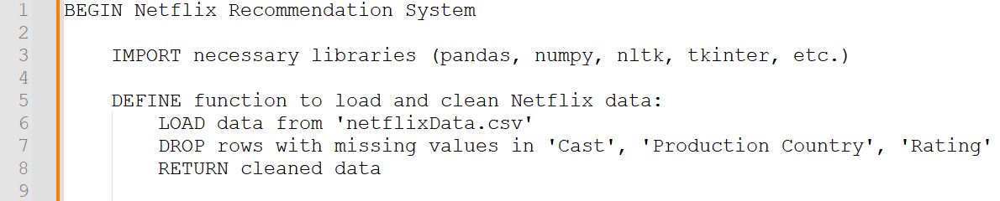 1 BEGIN Netflix Recommendation System
2
3 IMPORT necessary libraries (pandas, numpy, nltk, tkinter, etc.)
4
5 DEFINE function to load and clean Netflix data:
6 LOAD data from 'netflixData.csv'
7 DROP rows with missing values in 'Cast', 'Production Country', 'Rating'
8 RETURN cleaned data
9